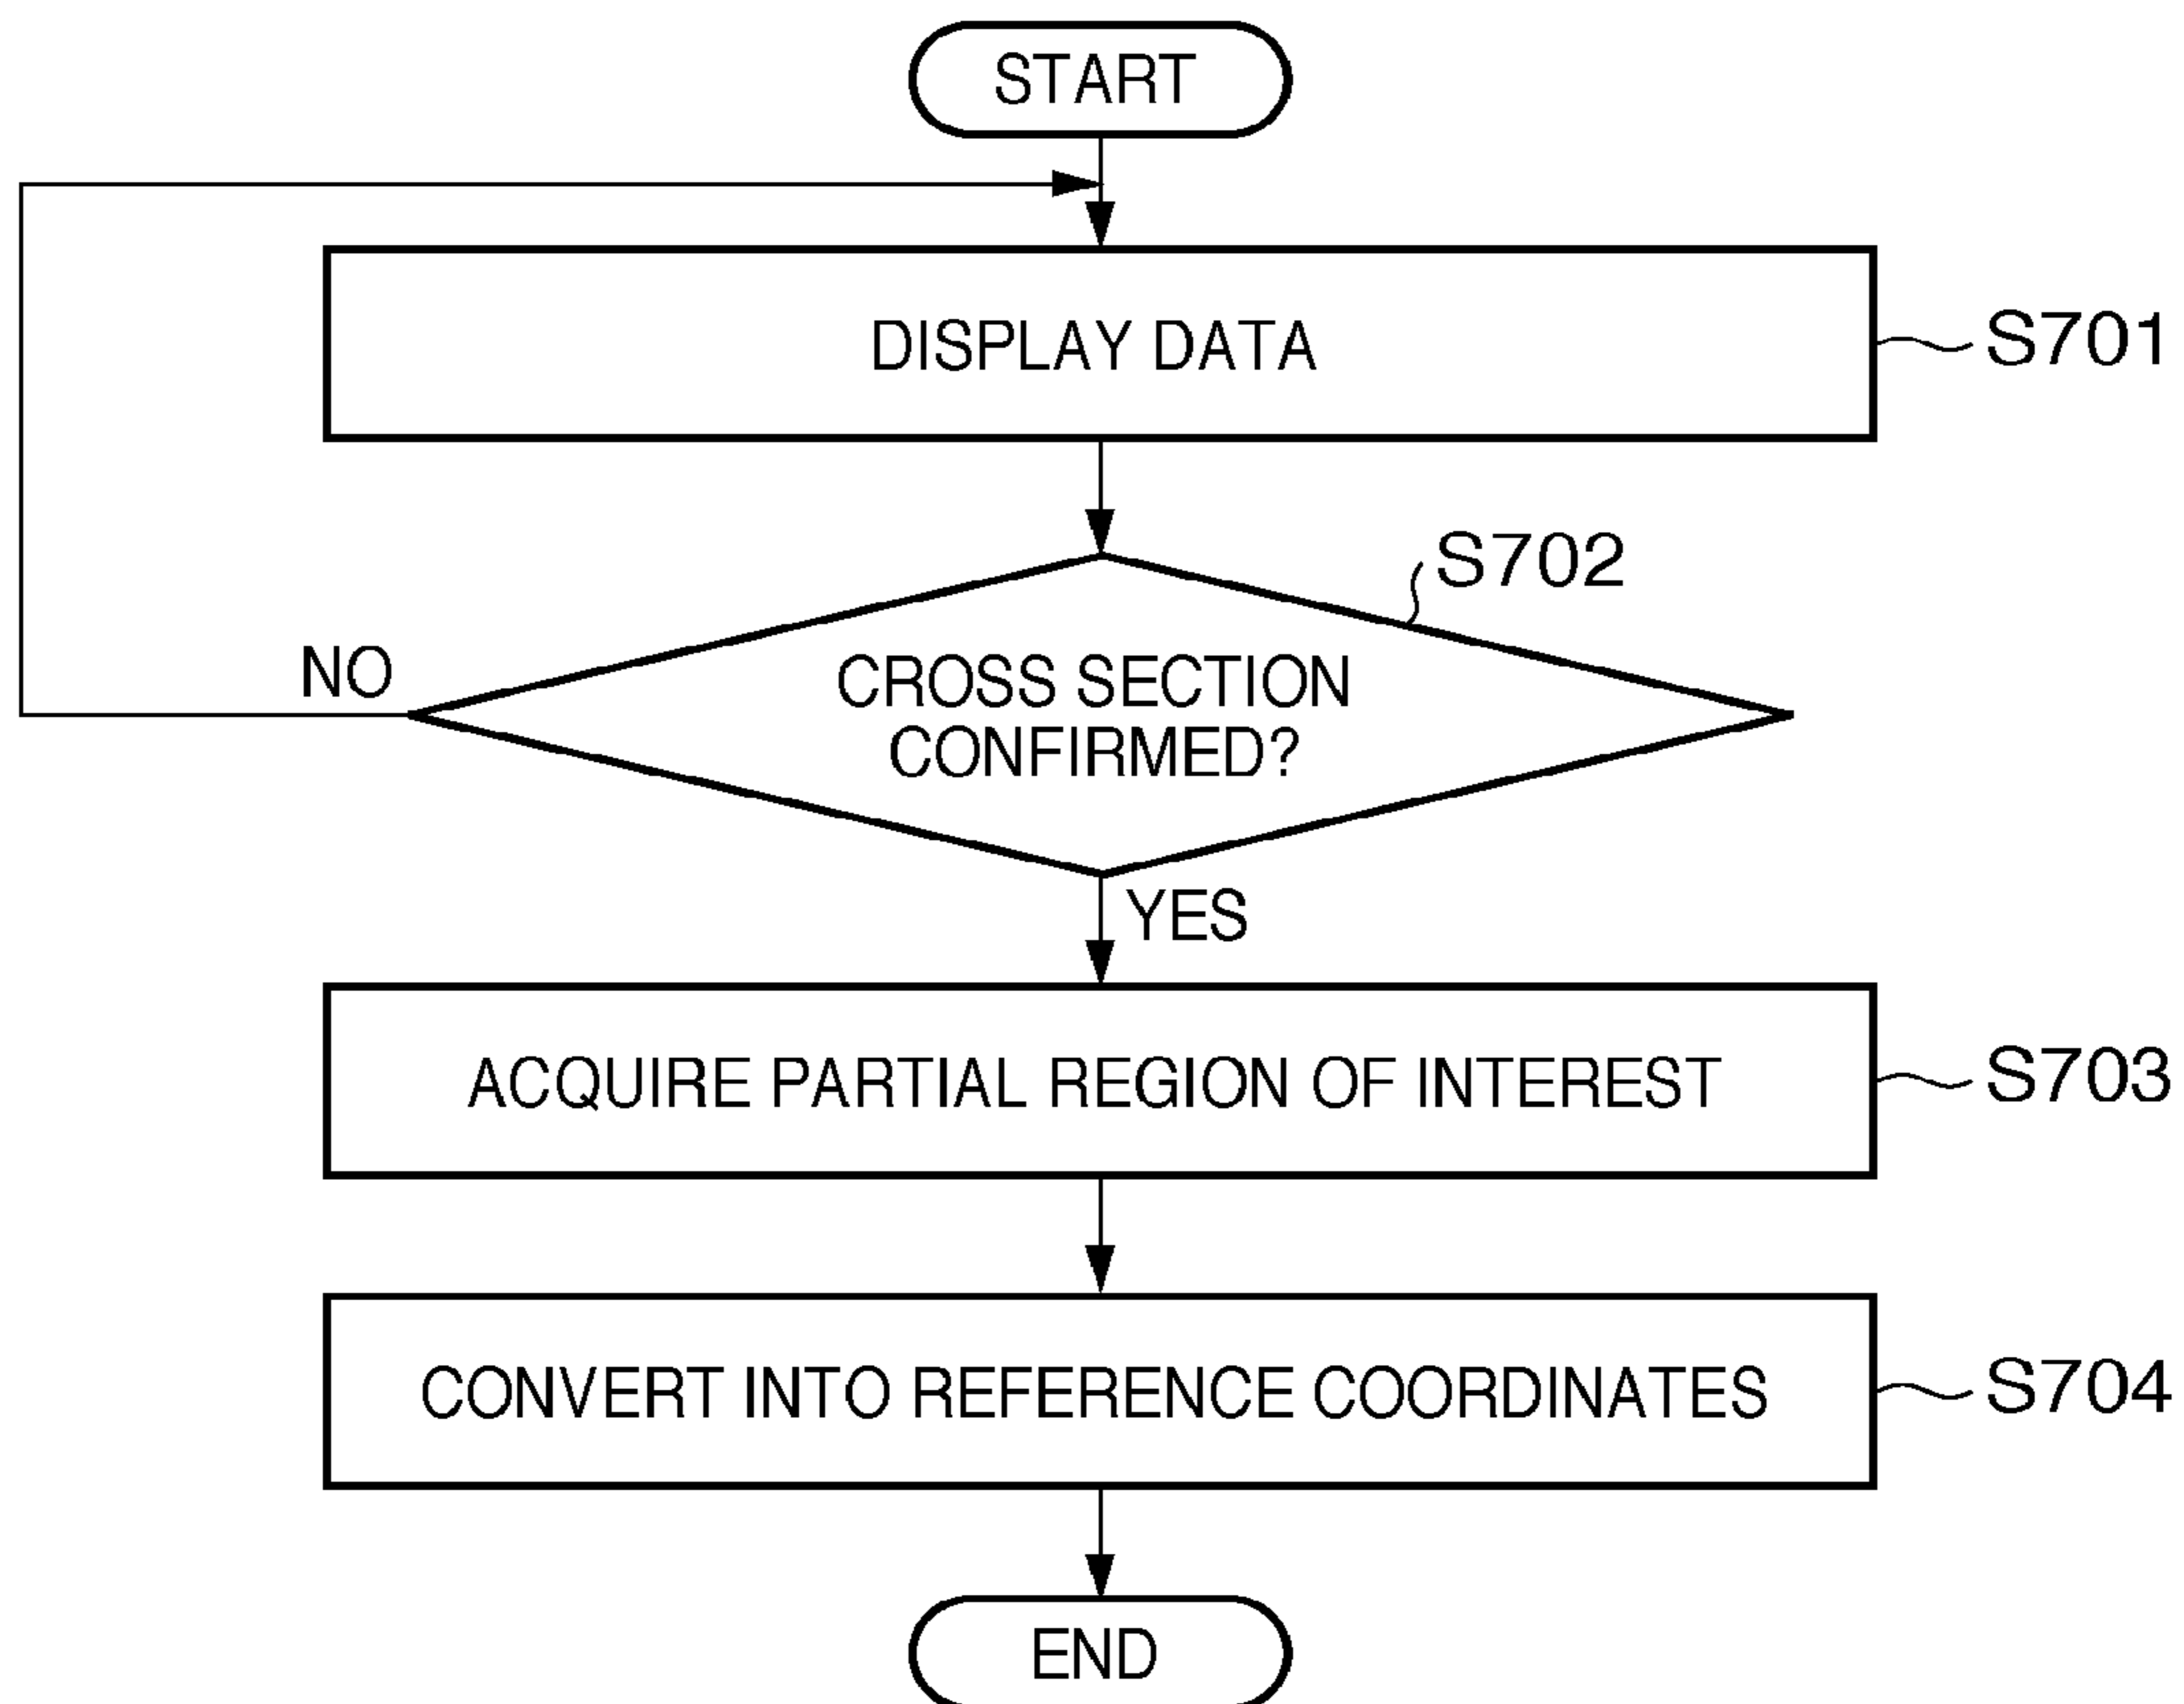 START
DISPLAY DATA
S701
S702
CROSS SECTION
CONFIRMED?
NO
YES
ACQUIRE PARTIAL REGION OF INTEREST
S703
CONVERT INTO REFERENCE COORDINATES
S704
END